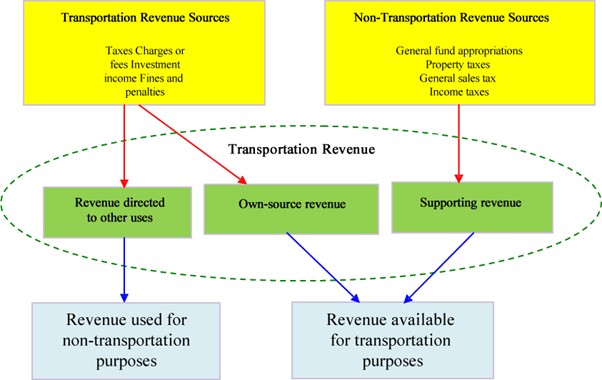 Transportation Revenue Sources
Taxes Charges or
fees Investment
income Fines and
penalties
Non-Transportation Revenue Sources
General fund appropriations
Property taxes
General sales tax
Income taxes
Transportation Revenue
Revenue directed
to other uses
Own-source revenue
Supporting revenue
Revenue used for
non-transportation
purposes
Revenue available
for transportation
purposes